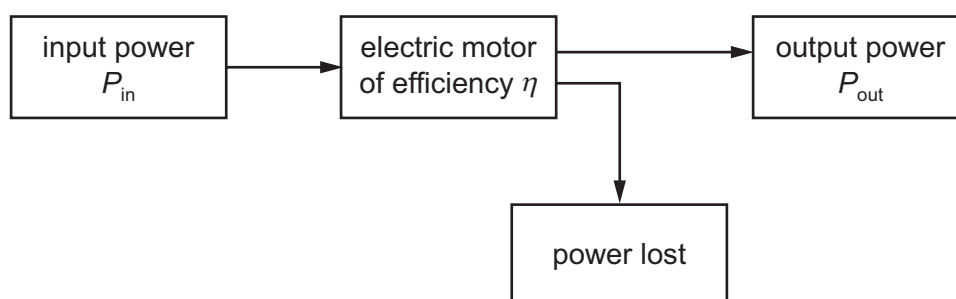 input power
P_in
electric motor
of efficiency η
output power
P_out
power lost